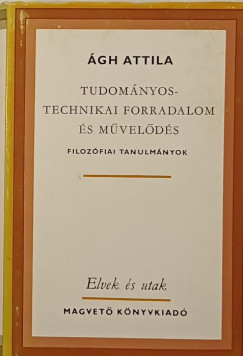 ÁGH ATTILA
TUDOMÁNYOS-
TECHNIKAI FORRADALOM
ÉS MŰVELŐDÉS
FILOZÓFIAI TANULMÁNYOK
Elvek és utak
MAGVETŐ KÖNYVKIADÓ